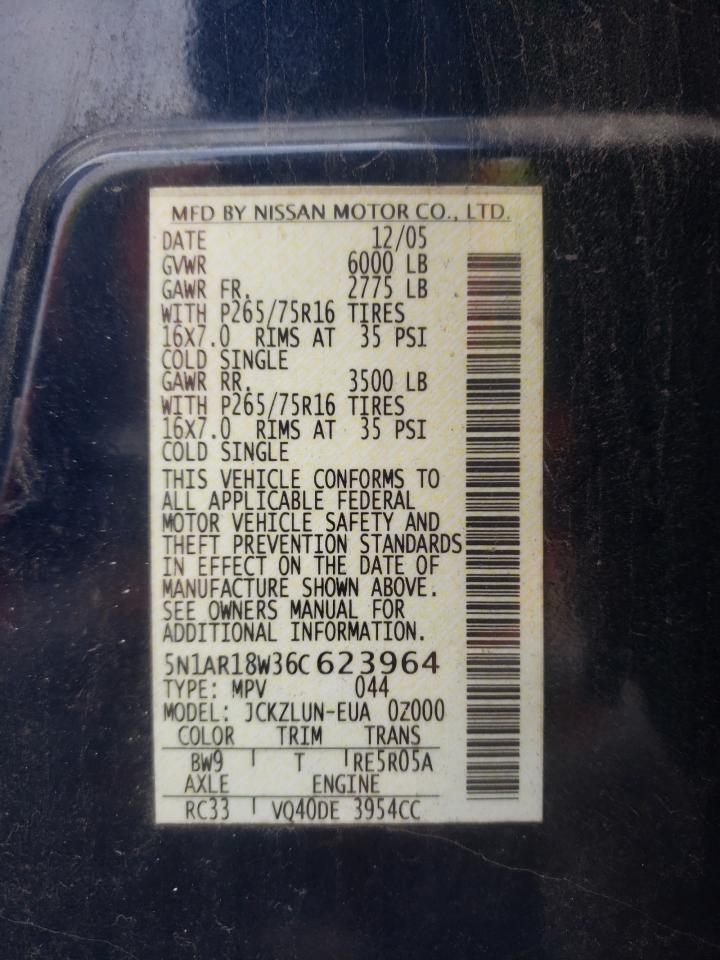 MFD BY NISSAN MOTOR CO., LTD.
DATE 12/05
GVWR 6000 LB
GAWR FR. 2775 LB
WITH P265/75R16 TIRES
16X7.0 RIMS AT 35 PSI
COLD SINGLE
GAWR RR. 3500 LB
WITH P265/75R16 TIRES
16X7.0 RIMS AT 35 PSI
COLD SINGLE
THIS VEHICLE CONFORMS TO
ALL APPLICABLE FEDERAL
MOTOR VEHICLE SAFETY AND
THEFT PREVENTION STANDARDS
IN EFFECT ON THE DATE OF
MANUFACTURE SHOWN ABOVE.
SEE OWNERS MANUAL FOR
ADDITIONAL INFORMATION.
5N1AR18W36C623964
TYPE: MPV 044
MODEL: JCKZLUN-EUA 0Z000
COLOR TRIM TRANS
BW9 T RE5R05A
AXLE ENGINE
RC33 VQ40DE 3954CC